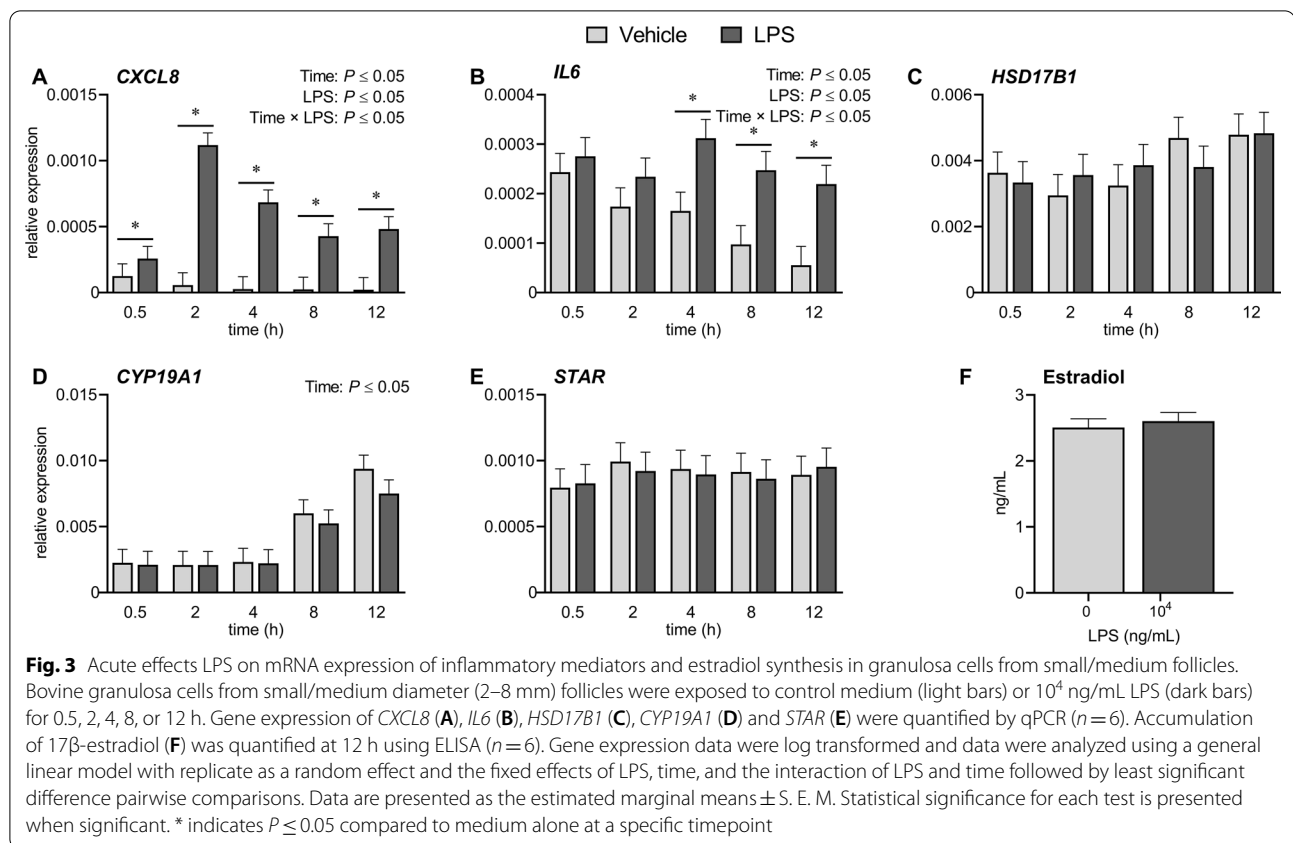 Vehicle LPS
A CXCL8
Time: P ≤ 0.05
LPS: P ≤ 0.05
Time × LPS: P ≤ 0.05
relative expression
0.0015
0.0010
0.0005
0
* * * * *
0.5 2 4 8 12
time (h)
B IL6
Time: P ≤ 0.05
LPS: P ≤ 0.05
Time × LPS: P ≤ 0.05
0.0004
0.0003
0.0002
0.0001
0
* * *
0.5 2 4 8 12
time (h)
C HSD17B1
0.006
0.004
0.002
0
0.5 2 4 8 12
time (h)
D CYP19A1
Time: P ≤ 0.05
relative expression
0.015
0.010
0.005
0
0.5 2 4 8 12
time (h)
E STAR
0.0015
0.0010
0.0005
0
0.5 2 4 8 12
time (h)
F Estradiol
ng/mL
3
2
1
0
0 10⁴
LPS (ng/mL)
Fig. 3 Acute effects LPS on mRNA expression of inflammatory mediators and estradiol synthesis in granulosa cells from small/medium follicles.
Bovine granulosa cells from small/medium diameter (2–8 mm) follicles were exposed to control medium (light bars) or 10⁴ ng/mL LPS (dark bars)
for 0.5, 2, 4, 8, or 12 h. Gene expression of CXCL8 (A), IL6 (B), HSD17B1 (C), CYP19A1 (D) and STAR (E) were quantified by qPCR (n = 6). Accumulation
of 17β-estradiol (F) was quantified at 12 h using ELISA (n = 6). Gene expression data were log transformed and data were analyzed using a general
linear model with replicate as a random effect and the fixed effects of LPS, time, and the interaction of LPS and time followed by least significant
difference pairwise comparisons. Data are presented as the estimated marginal means ± S. E. M. Statistical significance for each test is presented
when significant. * indicates P ≤ 0.05 compared to medium alone at a specific timepoint